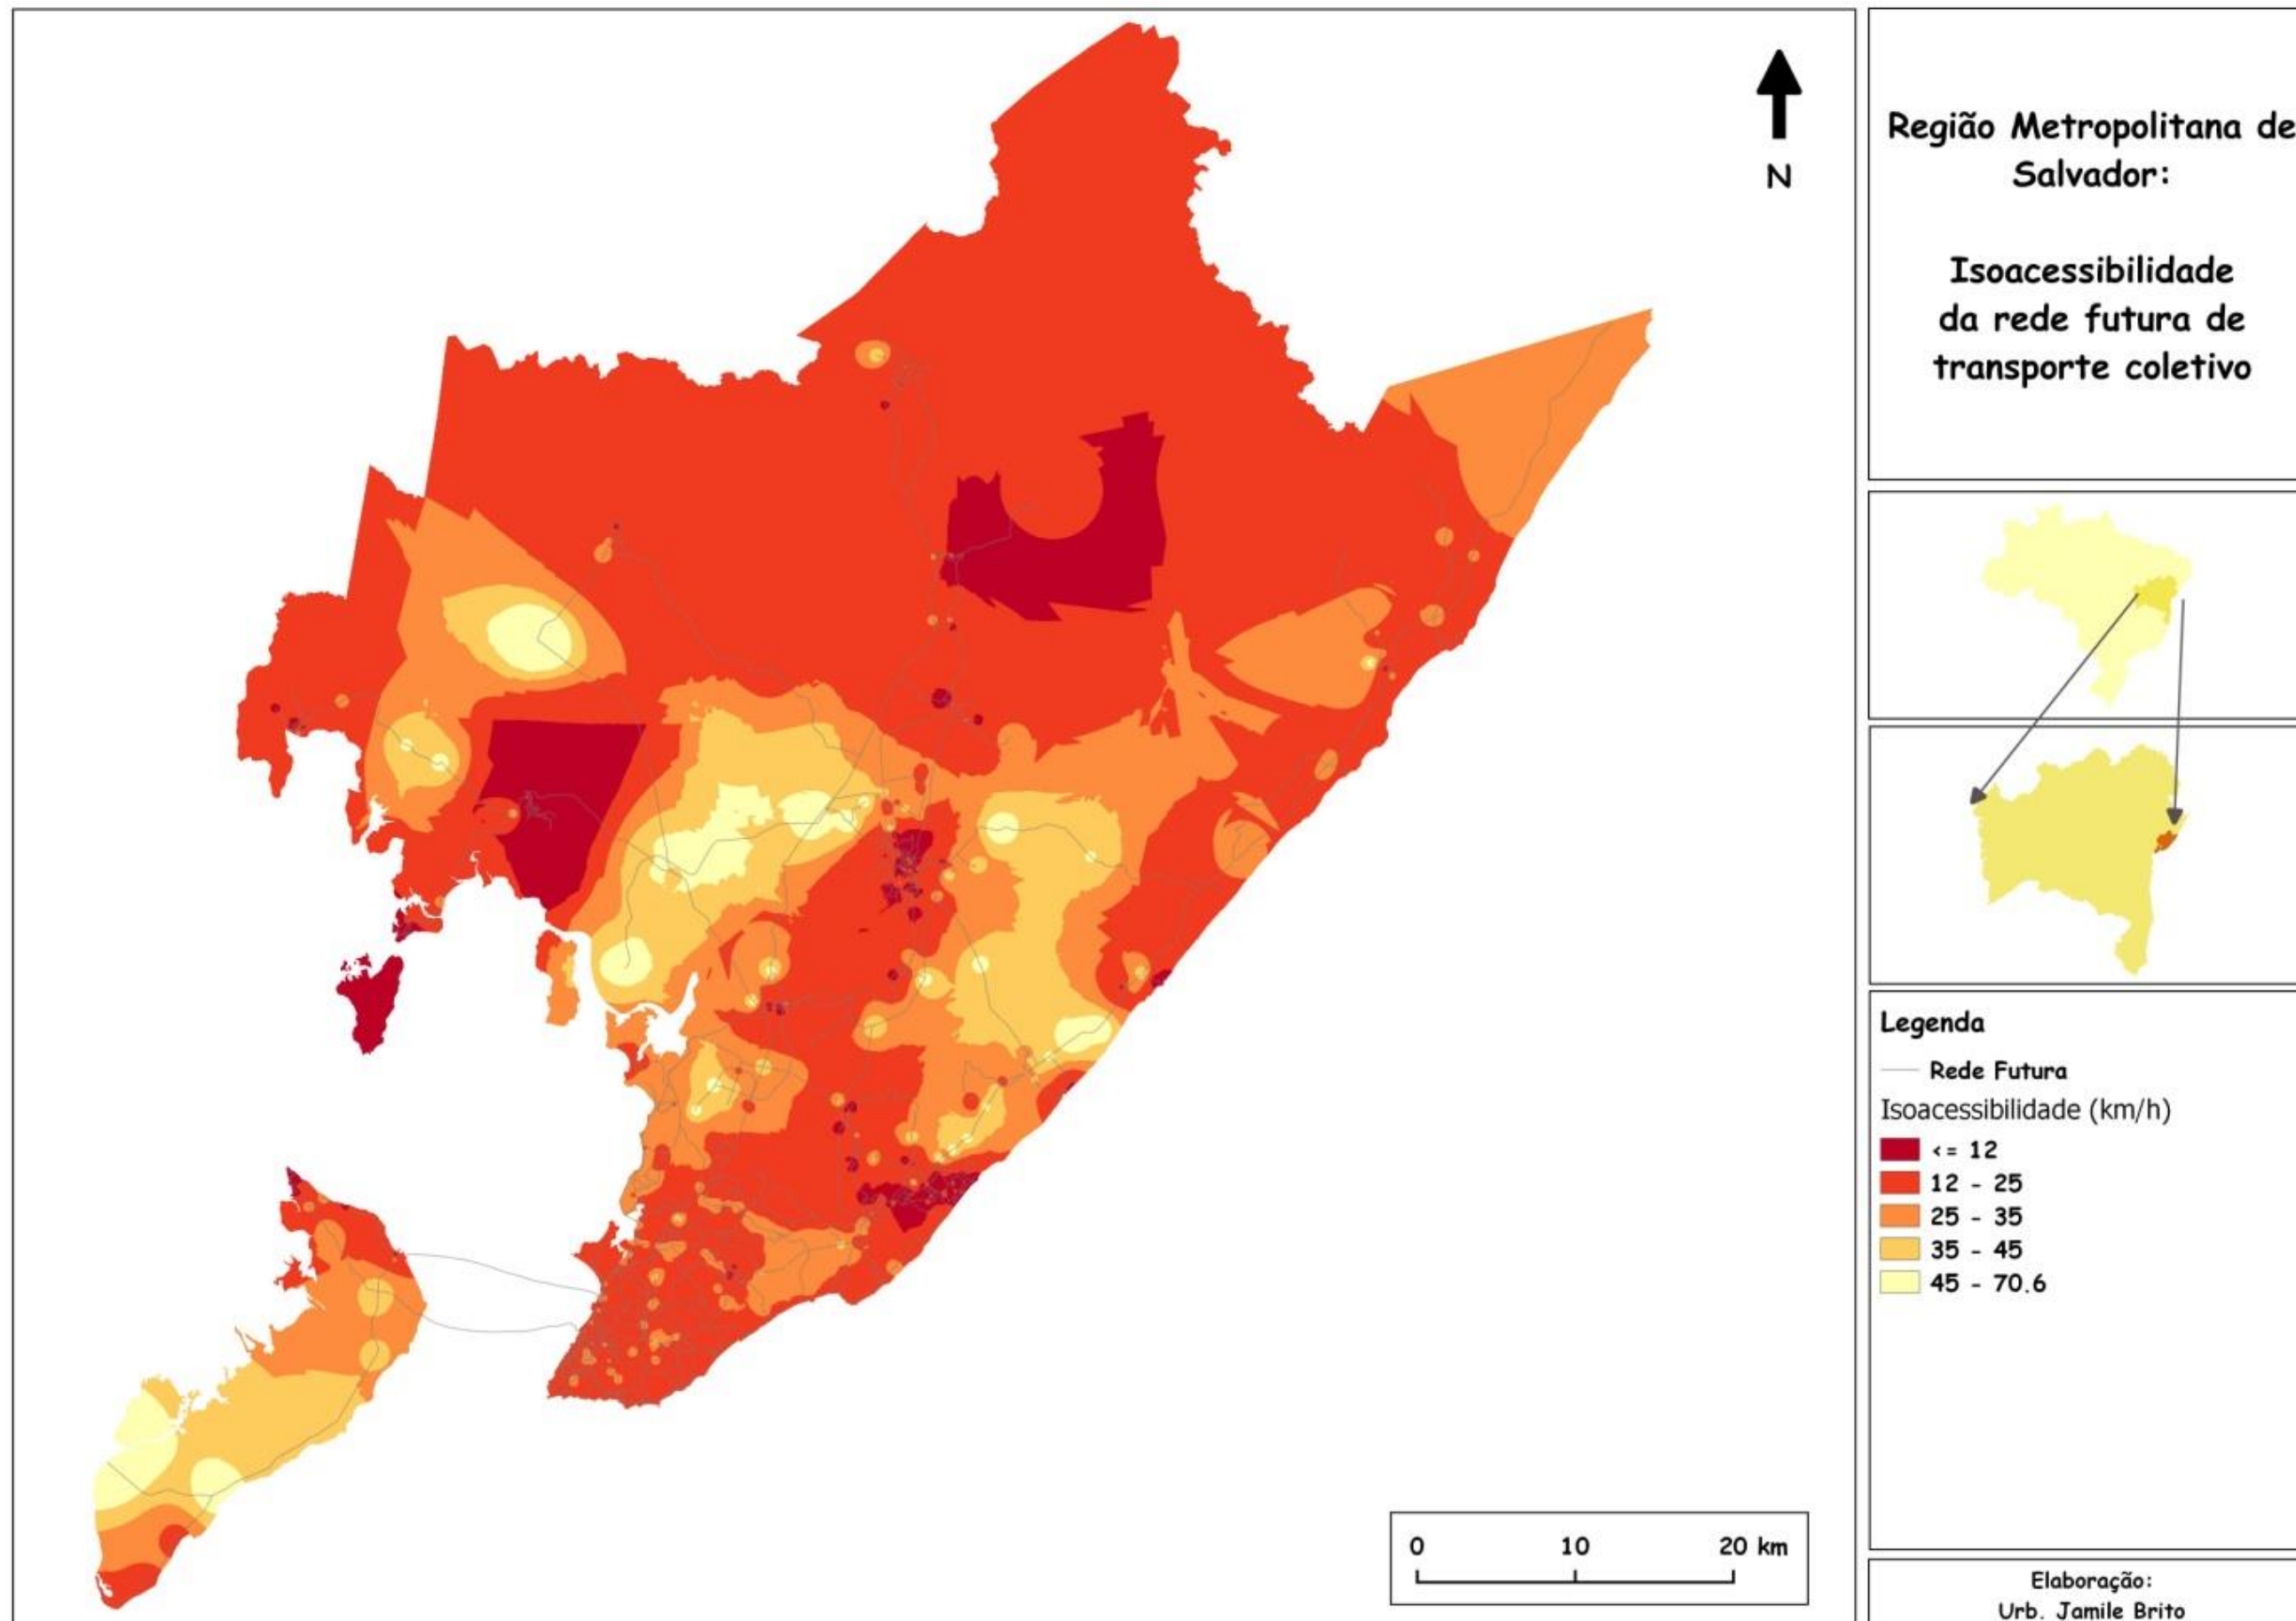 N
Região Metropolitana de
Salvador:
Isoacessibilidade
da rede futura de
transporte coletivo
Legenda
Rede Futura
Isoacessibilidade (km/h)
<= 12
12 - 25
25 - 35
35 - 45
45 - 70.6
0 10 20 km
Elaboração:
Urb. Jamile Brito